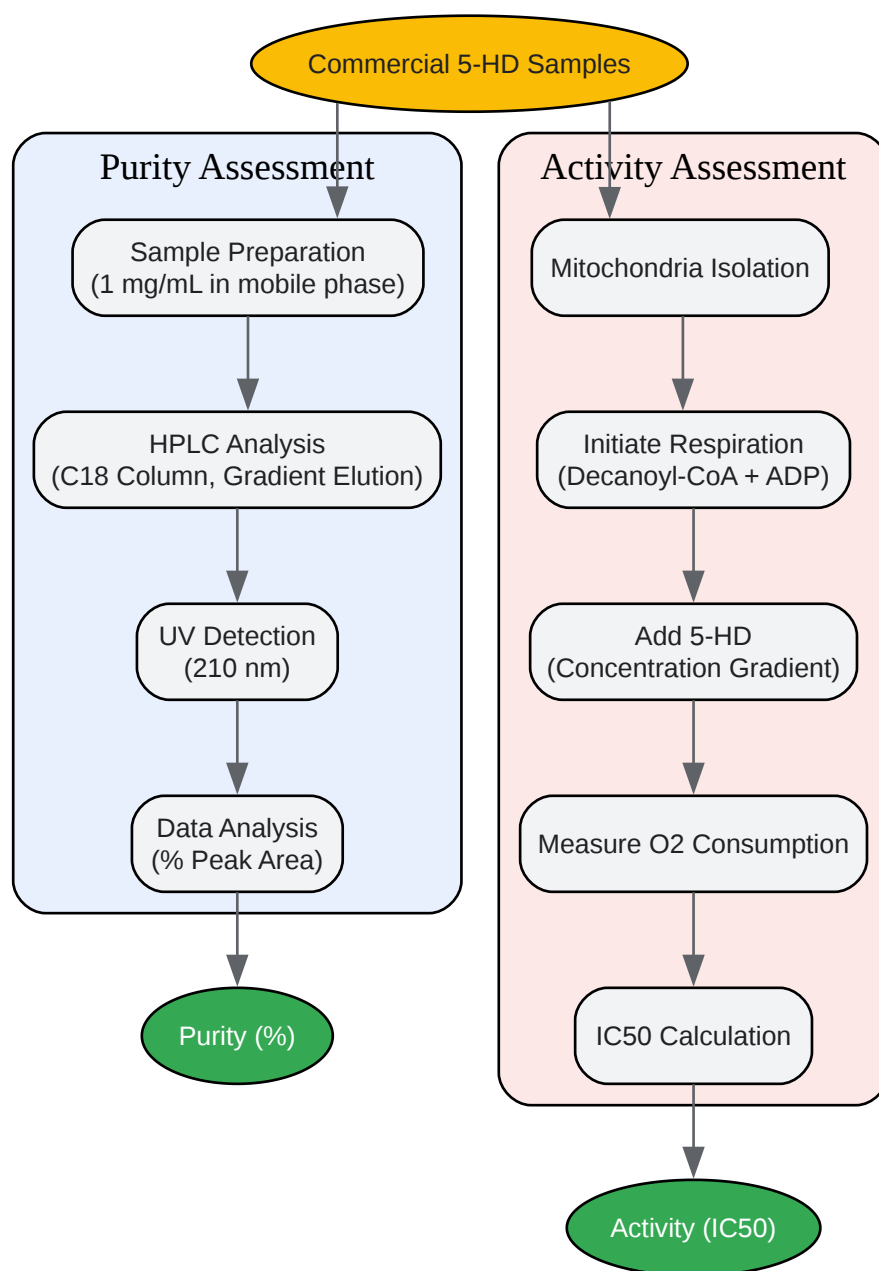 Commercial 5-HD Samples
Purity Assessment
Sample Preparation
(1 mg/mL in mobile phase)
HPLC Analysis
(C18 Column, Gradient Elution)
UV Detection
(210 nm)
Data Analysis
(% Peak Area)
Purity (%)
Activity Assessment
Mitochondria Isolation
Initiate Respiration
(Decanoyl-CoA + ADP)
Add 5-HD
(Concentration Gradient)
Measure O2 Consumption
IC50 Calculation
Activity (IC50)